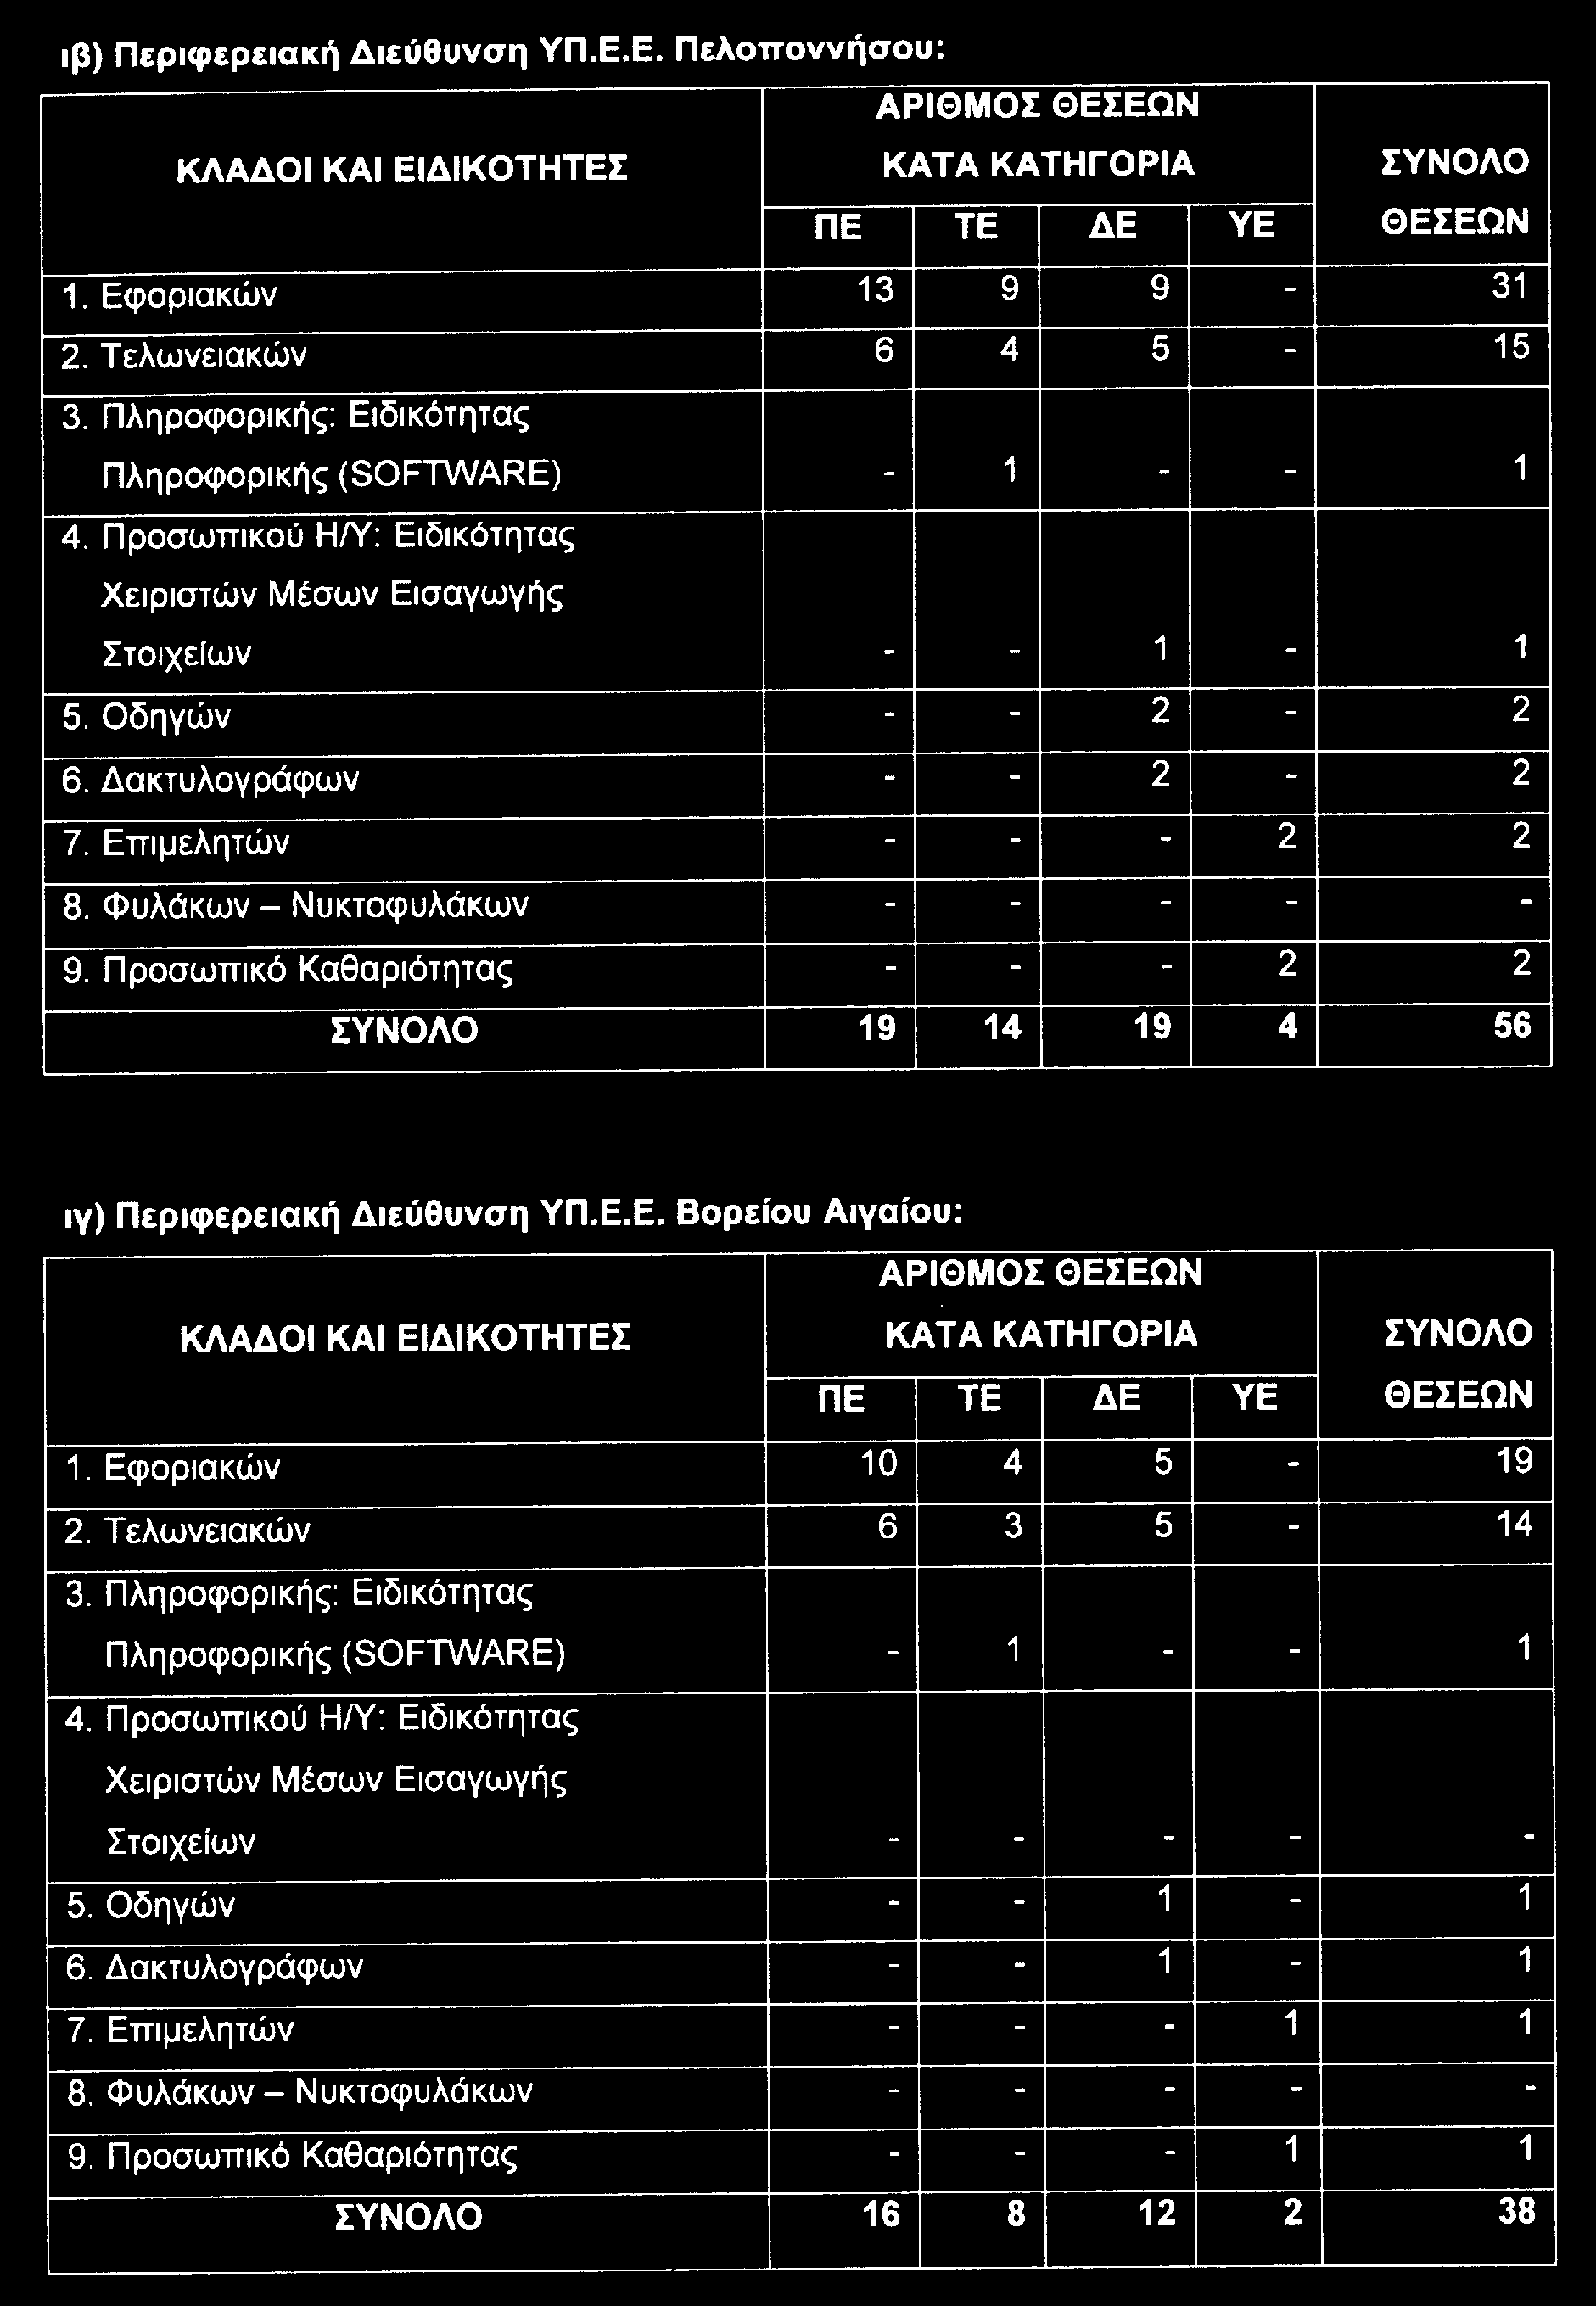 ιβ) Περιφερειακή Διεύθυνση ΥΠ.Ε.Ε. Πελοποννήσου:
ΚΛΑΔΟΙ ΚΑΙ ΕΙΔΙΚΟΤΗΤΕΣ
ΑΡΙΘΜΟΣ ΘΕΣΕΩΝ
ΚΑΤΑ ΚΑΤΗΓΟΡΙΑ
ΣΥΝΟΛΟ
ΘΕΣΕΩΝ
ΠΕ ΤΕ ΔΕ ΥΕ
1. Εφοριακών 13 9 9 - 31
2. Τελωνειακών 6 4 5 - 15
3. Πληροφορικής: Ειδικότητας
Πληροφορικής (SOFTWARE) - 1 - - 1
4. Προσωπικού Η/Υ: Ειδικότητας
Χειριστών Μέσων Εισαγωγής
Στοιχείων - - 1 - 1
5. Οδηγών - - 2 - 2
6. Δακτυλογράφων - - 2 - 2
7. Επιμελητών - - - 2 2
8. Φυλάκων – Νυκτοφυλάκων - - - - -
9. Προσωπικό Καθαριότητας - - - 2 2
ΣΥΝΟΛΟ 19 14 19 4 56
ιγ) Περιφερειακή Διεύθυνση ΥΠ.Ε.Ε. Βορείου Αιγαίου:
ΚΛΑΔΟΙ ΚΑΙ ΕΙΔΙΚΟΤΗΤΕΣ
ΑΡΙΘΜΟΣ ΘΕΣΕΩΝ
ΚΑΤΑ ΚΑΤΗΓΟΡΙΑ
ΣΥΝΟΛΟ
ΘΕΣΕΩΝ
ΠΕ ΤΕ ΔΕ ΥΕ
1. Εφοριακών 10 4 5 - 19
2. Τελωνειακών 6 3 5 - 14
3. Πληροφορικής: Ειδικότητας
Πληροφορικής (SOFTWARE) - 1 - - 1
4. Προσωπικού Η/Υ: Ειδικότητας
Χειριστών Μέσων Εισαγωγής
Στοιχείων - - - - -
5. Οδηγών - - 1 - 1
6. Δακτυλογράφων - - 1 - 1
7. Επιμελητών - - - 1 1
8. Φυλάκων – Νυκτοφυλάκων - - - - -
9. Προσωπικό Καθαριότητας - - - 1 1
ΣΥΝΟΛΟ 16 8 12 2 38